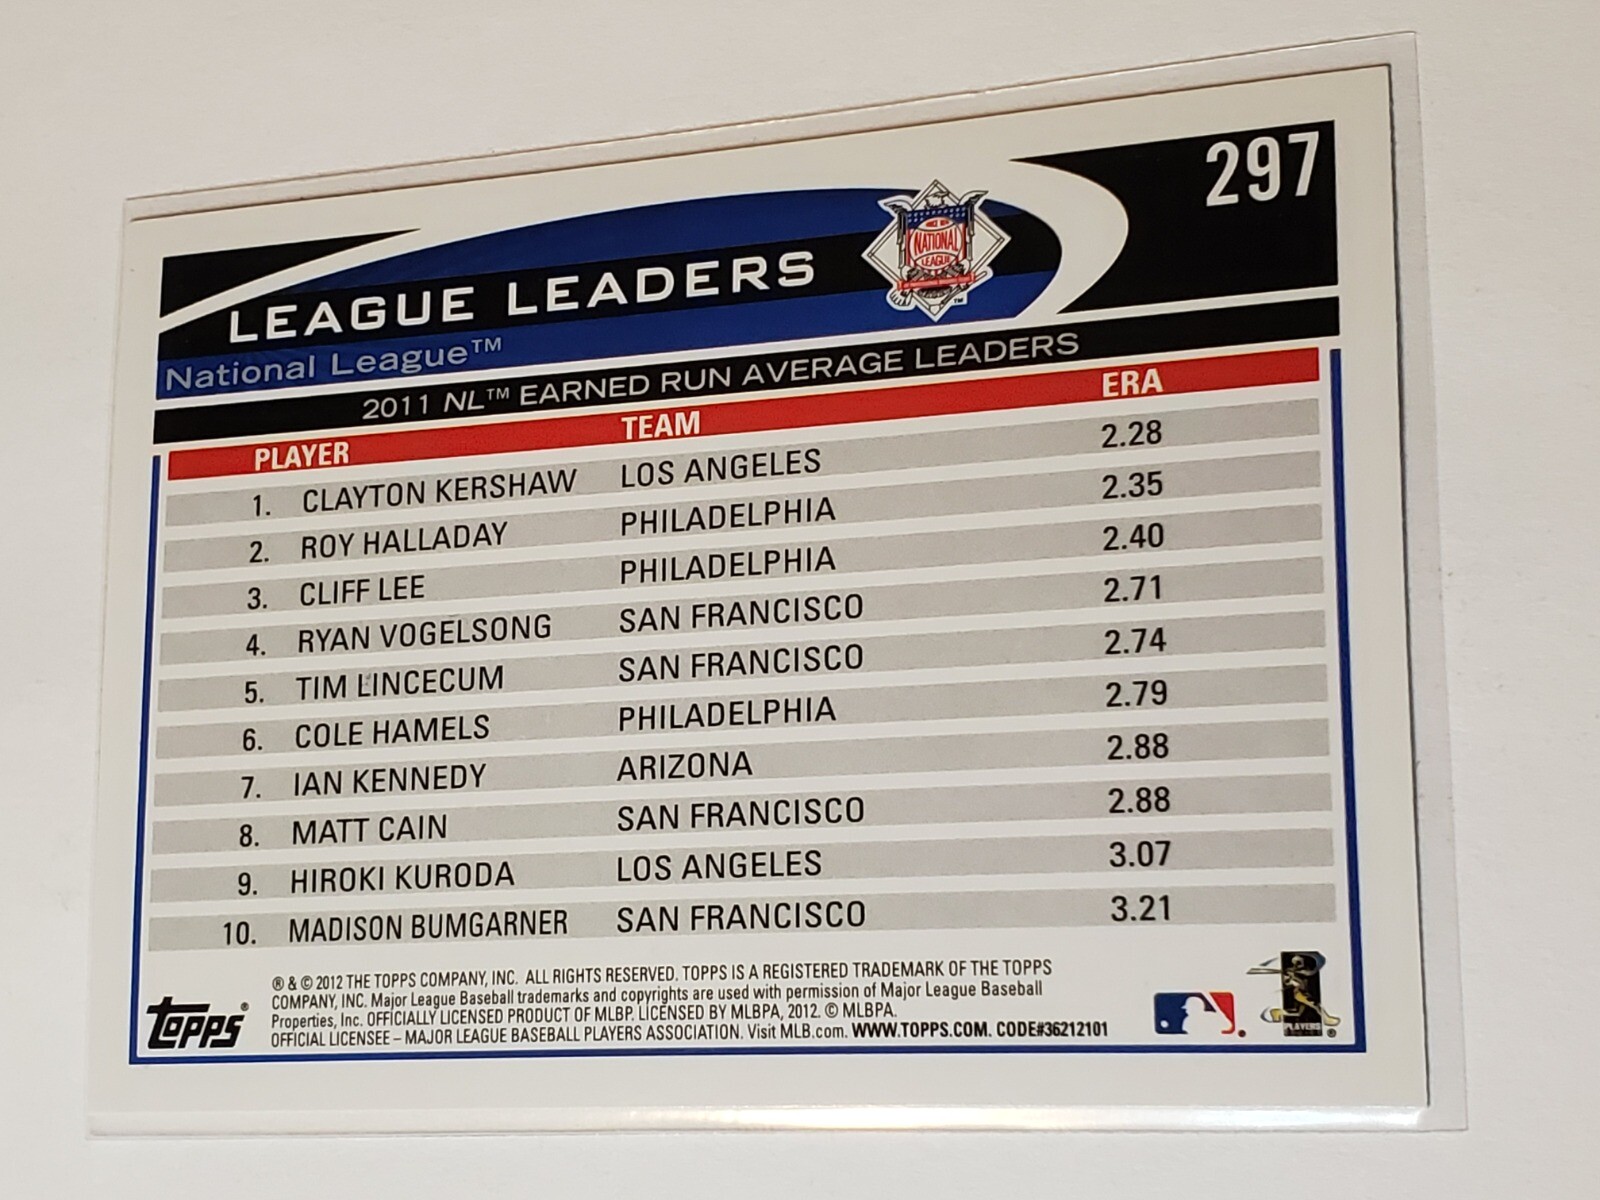 297
SINCE 1876
NATIONAL
LEAGUE
TM
LEAGUE LEADERS
National League™
2011 NL™ EARNED RUN AVERAGE LEADERS
PLAYER TEAM ERA
1. CLAYTON KERSHAW LOS ANGELES 2.28
2. ROY HALLADAY PHILADELPHIA 2.35
3. CLIFF LEE PHILADELPHIA 2.40
4. RYAN VOGELSONG SAN FRANCISCO 2.71
5. TIM LINCECUM SAN FRANCISCO 2.74
6. COLE HAMELS PHILADELPHIA 2.79
7. IAN KENNEDY ARIZONA 2.88
8. MATT CAIN SAN FRANCISCO 2.88
9. HIROKI KURODA LOS ANGELES 3.07
10. MADISON BUMGARNER SAN FRANCISCO 3.21
Topps®
® & © 2012 THE TOPPS COMPANY, INC. ALL RIGHTS RESERVED. TOPPS IS A REGISTERED TRADEMARK OF THE TOPPS
COMPANY, INC. Major League Baseball trademarks and copyrights are used with permission of Major League Baseball
Properties, Inc. OFFICIALLY LICENSED PRODUCT OF MLBP. LICENSED BY MLBPA, 2012. © MLBPA.
OFFICIAL LICENSEE – MAJOR LEAGUE BASEBALL PLAYERS ASSOCIATION. Visit MLB.com. WWW.TOPPS.COM. CODE#36212101
PLAYERS
®